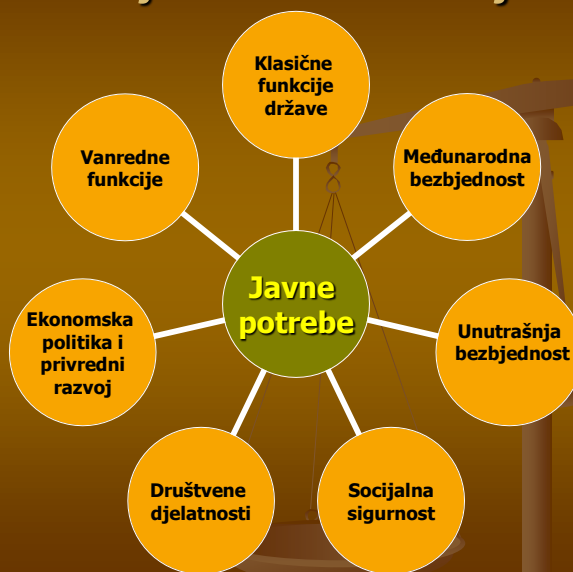 Klasične
funkcije
države
Međunarodna
bezbjednost
Unutrašnja
bezbjednost
Socijalna
sigurnost
Društvene
djelatnosti
Ekonomska
politika i
privredni
razvoj
Vanredne
funkcije
Javne
potrebe